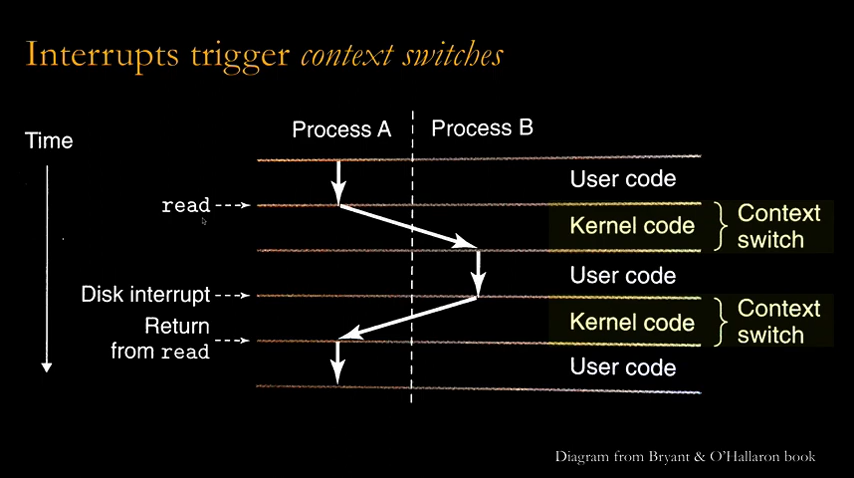 Interrupts trigger context switches
Process A
Process B
Time
User code
read
Kernel code
Context
switch
User code
Disk interrupt
Kernel code
Context
switch
Return
from read
User code
Diagram from Bryant & O'Hallaron book